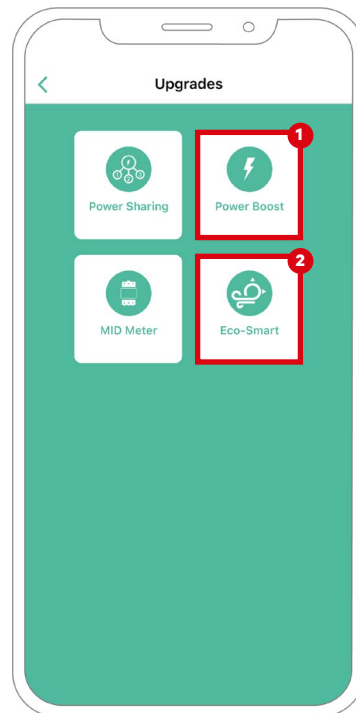 Upgrades
1
Power Sharing
Power Boost
2
MID Meter
Eco-Smart